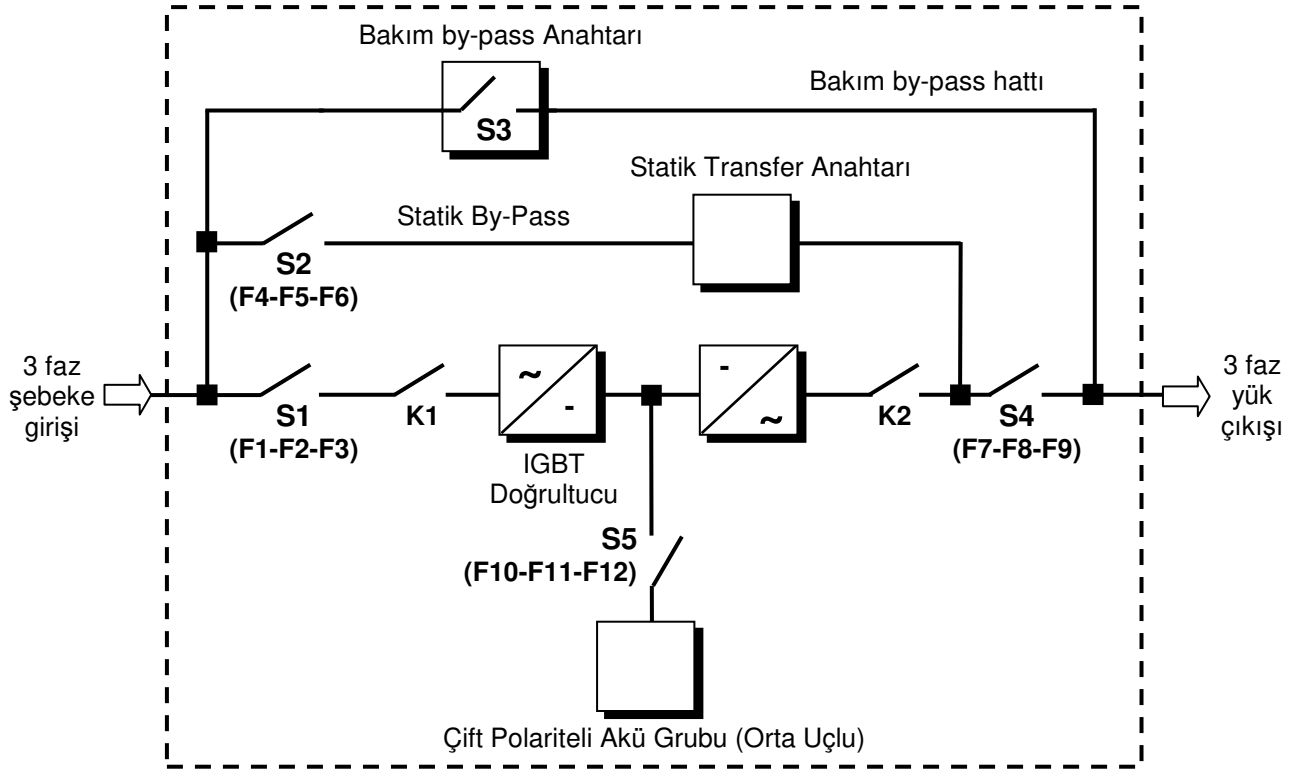 Bakım by-pass Anahtarı
Bakım by-pass hattı
S3
Statik Transfer Anahtarı
Statik By-Pass
S2
(F4-F5-F6)
3 faz
şebeke
girişi
S1
(F1-F2-F3)
K1
~
-
IGBT
Doğrultucu
-
~
K2
S4
(F7-F8-F9)
3 faz
yük
çıkışı
S5
(F10-F11-F12)
Çift Polariteli Akü Grubu (Orta Uçlu)